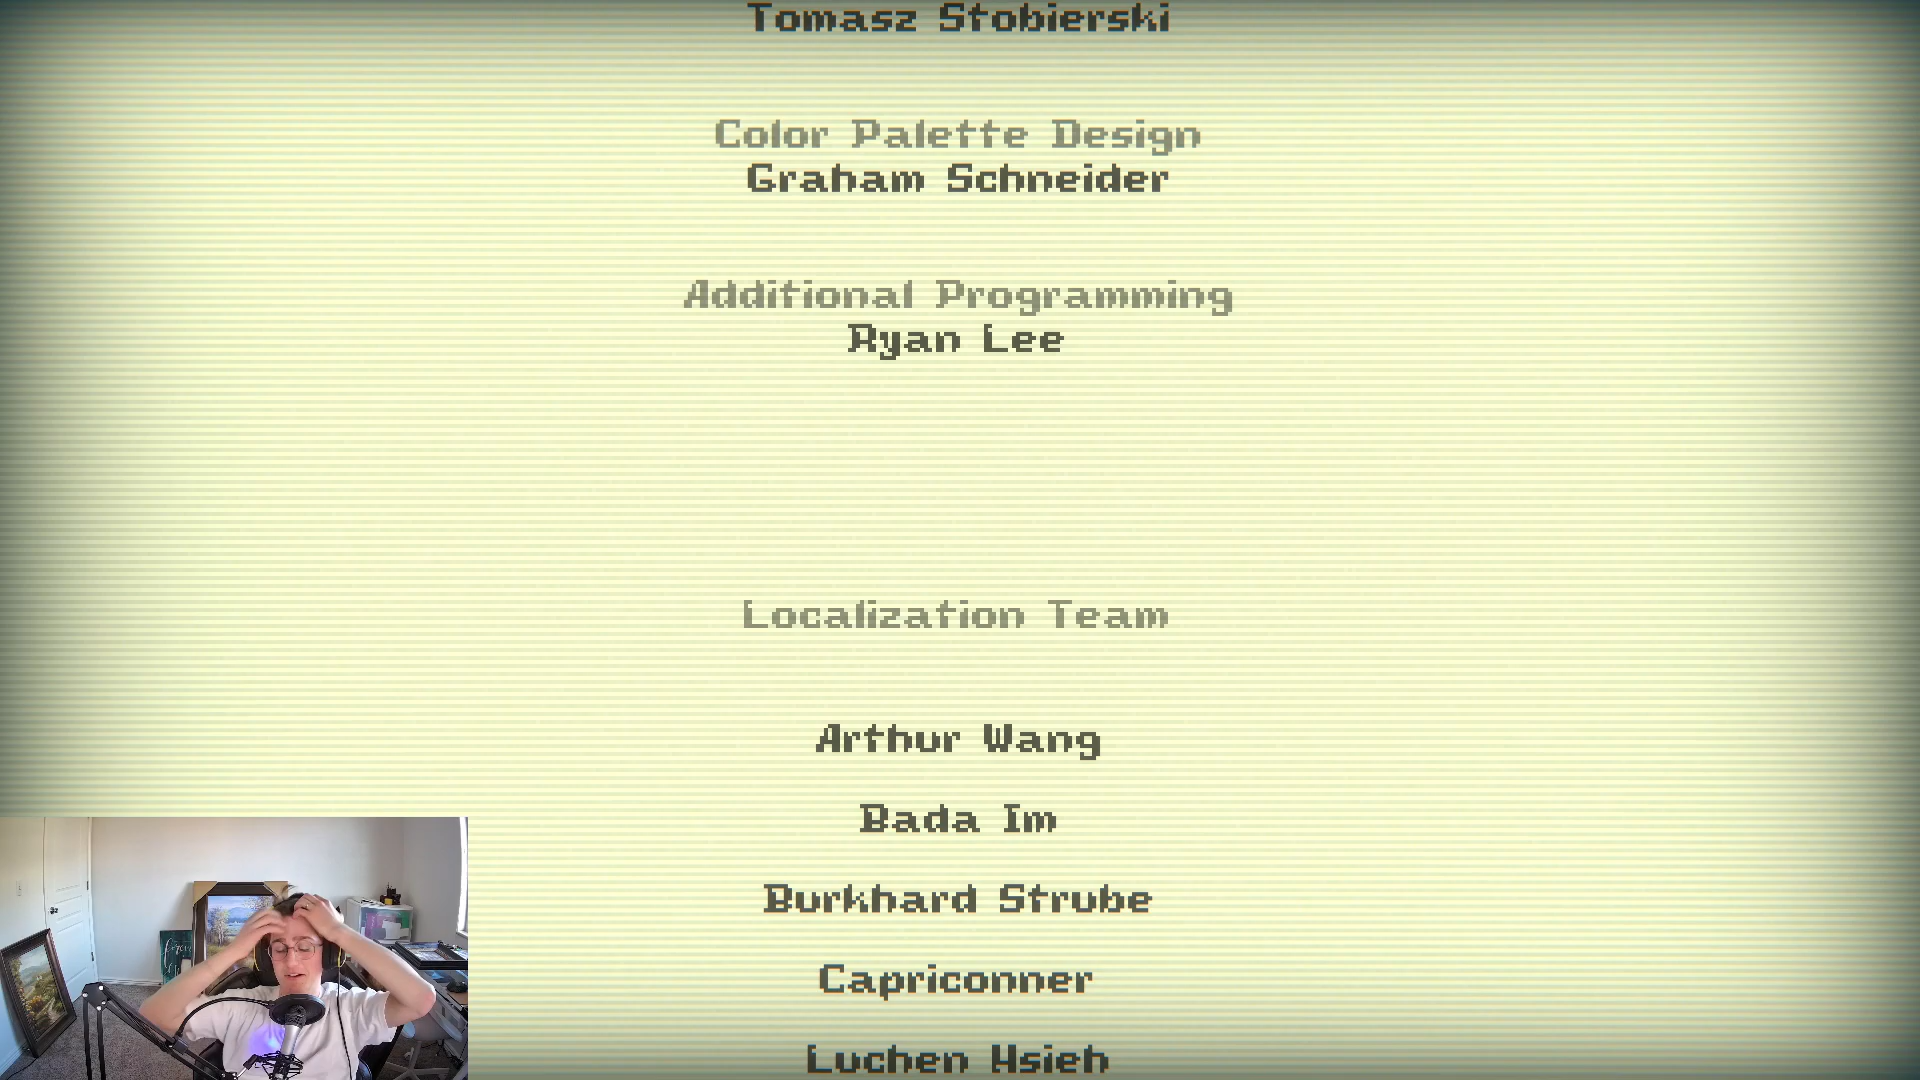 Tomasz Stobierski
Color Palette Design
Graham Schneider
Additional Programming
Ryan Lee
Localization Team
Arthur Wang
Bada Im
Burkhard Strube
Capriconner
Luchen Hsieh